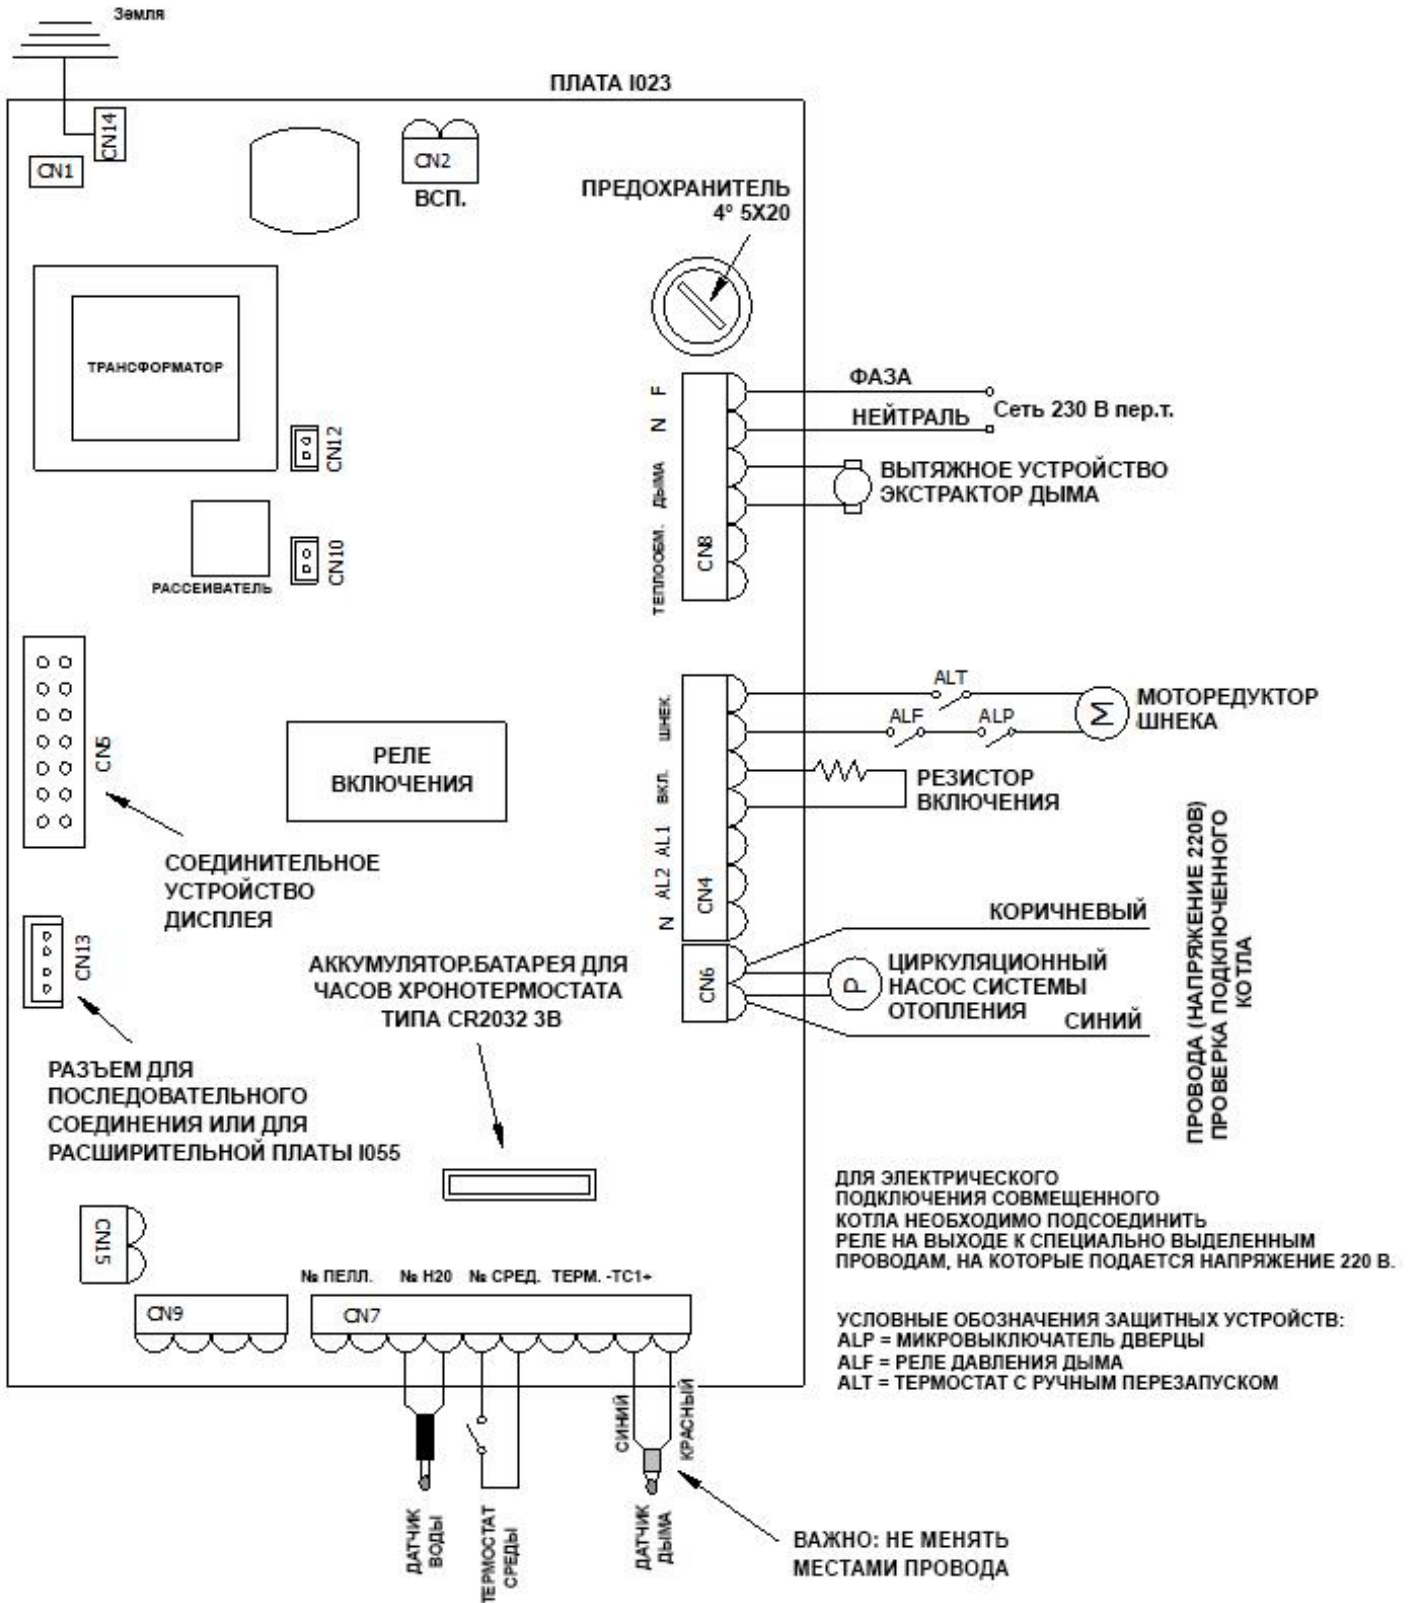 Земля
ПЛАТА I023
CN14
CN1
CN2
ВСП.
ПРЕДОХРАНИТЕЛЬ
4° 5X20
ТРАНСФОРМАТОР
CN12
F
N
ДЫМА
ТЕПЛООБМ.
CN8
ФАЗА
НЕЙТРАЛЬ
Сеть 230 В пер.т.
ВЫТЯЖНОЕ УСТРОЙСТВО
ЭКСТРАКТОР ДЫМА
CN10
РАССЕИВАТЕЛЬ
CN5
РЕЛЕ
ВКЛЮЧЕНИЯ
ШНЕК.
ВКЛ.
AL1
AL2
N
CN4
ALT
ALF
ALP
M
МОТОРЕДУКТОР
ШНЕКА
РЕЗИСТОР
ВКЛЮЧЕНИЯ
СОЕДИНИТЕЛЬНОЕ
УСТРОЙСТВО
ДИСПЛЕЯ
КОРИЧНЕВЫЙ
CN6
P
ЦИРКУЛЯЦИОННЫЙ
НАСОС СИСТЕМЫ
ОТОПЛЕНИЯ
СИНИЙ
ПРОВОДА (НАПРЯЖЕНИЕ 220В)
ПРОВЕРКА ПОДКЛЮЧЕННОГО
КОТЛА
CN13
АККУМУЛЯТОР.БАТАРЕЯ ДЛЯ
ЧАСОВ ХРОНОТЕРМОСТАТА
ТИПА CR2032 3В
РАЗЪЕМ ДЛЯ
ПОСЛЕДОВАТЕЛЬНОГО
СОЕДИНЕНИЯ ИЛИ ДЛЯ
РАСШИРИТЕЛЬНОЙ ПЛАТЫ I055
ДЛЯ ЭЛЕКТРИЧЕСКОГО
ПОДКЛЮЧЕНИЯ СОВМЕЩЕННОГО
КОТЛА НЕОБХОДИМО ПОДСОЕДИНИТЬ
РЕЛЕ НА ВЫХОДЕ К СПЕЦИАЛЬНО ВЫДЕЛЕННЫМ
ПРОВОДАМ, НА КОТОРЫЕ ПОДАЕТСЯ НАПРЯЖЕНИЕ 220 В.
CN15
№ ПЕЛЛ. № H20 № СРЕД. ТЕРМ. -TC1+
CN9
CN7
УСЛОВНЫЕ ОБОЗНАЧЕНИЯ ЗАЩИТНЫХ УСТРОЙСТВ:
ALP = МИКРОВЫКЛЮЧАТЕЛЬ ДВЕРЦЫ
ALF = РЕЛЕ ДАВЛЕНИЯ ДЫМА
ALT = ТЕРМОСТАТ С РУЧНЫМ ПЕРЕЗАПУСКОМ
СИНИЙ
КРАСНЫЙ
ДАТЧИК
ВОДЫ
ТЕРМОСТАТ
СРЕДЫ
ДАТЧИК
ДЫМА
ВАЖНО: НЕ МЕНЯТЬ
МЕСТАМИ ПРОВОДА